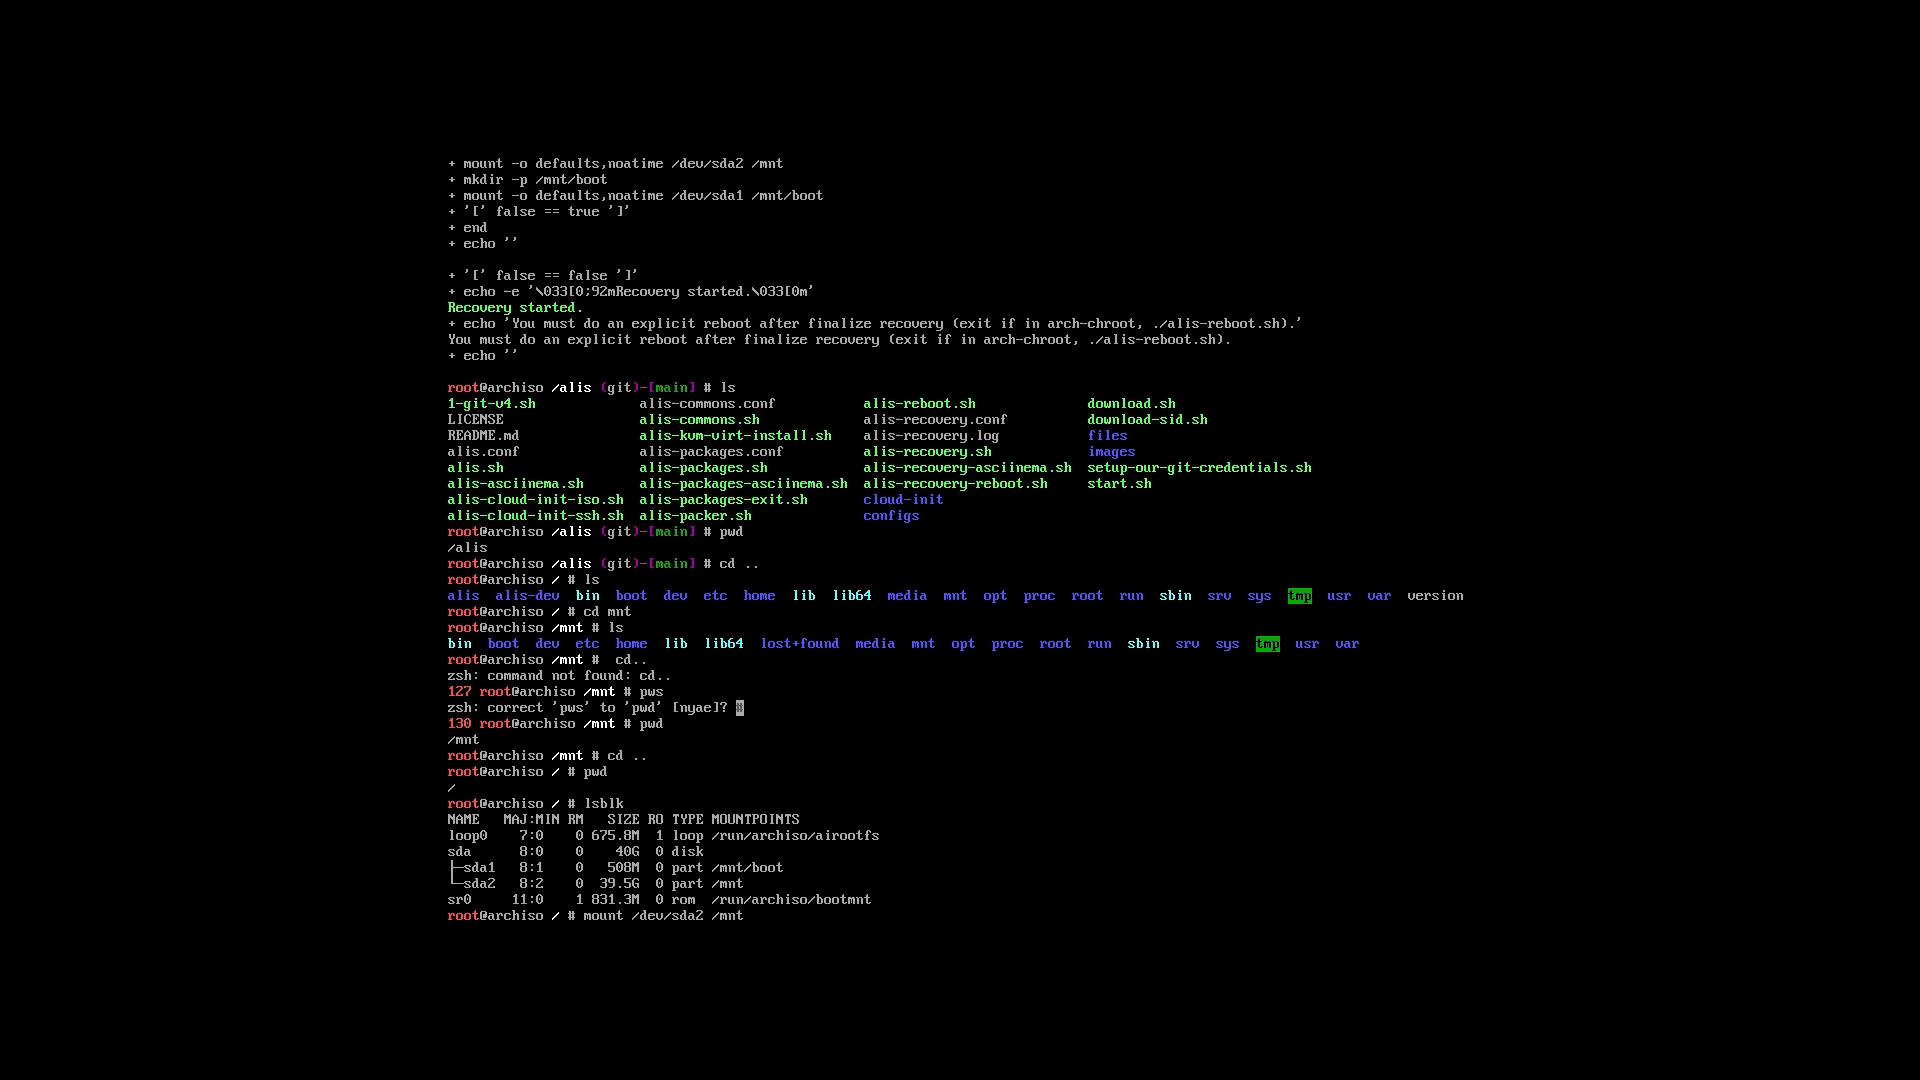 + mount -o defaults,noatime /dev/sda2 /mnt
+ mkdir -p /mnt/boot
+ mount -o defaults,noatime /dev/sda1 /mnt/boot
+ '[' false == true ']'
+ end
+ echo ''
+ '[' false == false ']'
+ echo -e '\033[0;92mRecovery started.\033[0m'
Recovery started.
+ echo 'You must do an explicit reboot after finalize recovery (exit if in arch-chroot, ./alis-reboot.sh).'
You must do an explicit reboot after finalize recovery (exit if in arch-chroot, ./alis-reboot.sh).
+ echo ''
root@archiso /alis (git)-[main] # ls
1-git-v4.sh alis-commons.conf alis-reboot.sh download.sh
LICENSE alis-commons.sh alis-recovery.conf download-sid.sh
README.md alis-kvm-virt-install.sh alis-recovery.log files
alis.conf alis-packages.conf alis-recovery.sh images
alis.sh alis-packages.sh alis-recovery-asciinema.sh setup-our-git-credentials.sh
alis-asciinema.sh alis-packages-asciinema.sh alis-recovery-reboot.sh start.sh
alis-cloud-init-iso.sh alis-packages-exit.sh cloud-init
alis-cloud-init-ssh.sh alis-packer.sh configs
root@archiso /alis (git)-[main] # pwd
/alis
root@archiso /alis (git)-[main] # cd ..
root@archiso / # ls
alis alis-dev bin boot dev etc home lib lib64 media mnt opt proc root run sbin srv sys tmp usr var version
root@archiso / # cd mnt
root@archiso /mnt # ls
bin boot dev etc home lib lib64 lost+found media mnt opt proc root run sbin srv sys tmp usr var
root@archiso /mnt #  cd..
zsh: command not found: cd..
127 root@archiso /mnt # pws
zsh: correct 'pws' to 'pwd' [nyae]? #
130 root@archiso /mnt # pwd
/mnt
root@archiso /mnt # cd ..
root@archiso / # pwd
/
root@archiso / # lsblk
NAME MAJ:MIN RM SIZE RO TYPE MOUNTPOINTS
loop0 7:0 0 675.8M 1 loop /run/archiso/airootfs
sda 8:0 0 40G 0 disk
├─sda1 8:1 0 508M 0 part /mnt/boot
└─sda2 8:2 0 39.5G 0 part /mnt
sr0 11:0 1 831.3M 0 rom /run/archiso/bootmnt
root@archiso / # mount /dev/sda2 /mnt